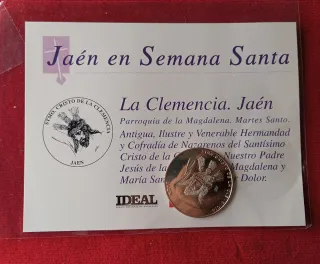 Jaén en Semana Santa
STMO. CRISTO DE LA CLEMENCIA
JAEN
La Clemencia. Jaén
Parroquia de la Magdalena. Martes Santo.
Antigua, Ilustre y Venerable Hermandad
y Cofradía de Nazarenos del Santísimo
Cristo de la Nuestro Padre
Jesús de la Magdalena y
María San Dolor.
IDEAL